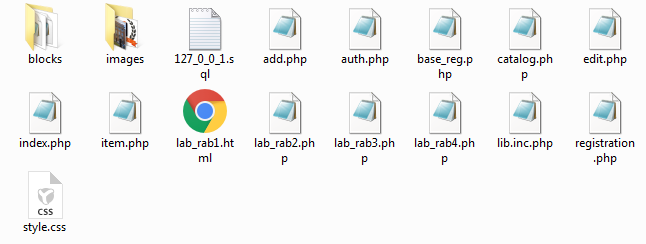 blocks
images
127_0_0_1.s
ql
add.php
auth.php
base_reg.p
hp
catalog.ph
p
edit.php
index.php
item.php
lab_rab1.ht
ml
lab_rab2.ph
p
lab_rab3.ph
p
lab_rab4.ph
p
lib.inc.php
registration
.php
CSS
style.css